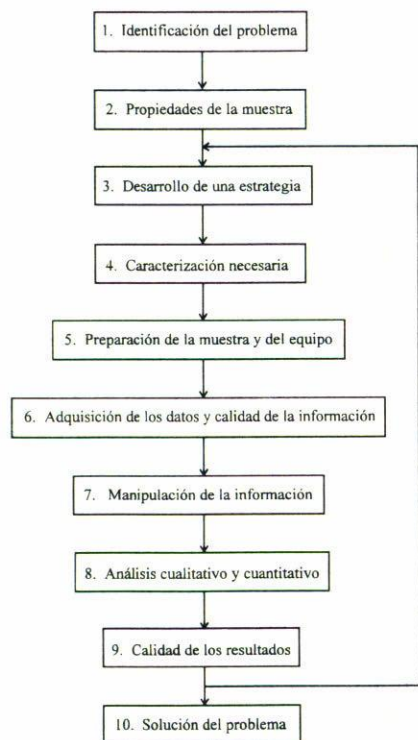 1. Identificación del problema
2. Propiedades de la muestra
3. Desarrollo de una estrategia
4. Caracterización necesaria
5. Preparación de la muestra y del equipo
6. Adquisición de los datos y calidad de la información
7. Manipulación de la información
8. Análisis cualitativo y cuantitativo
9. Calidad de los resultados
10. Solución del problema